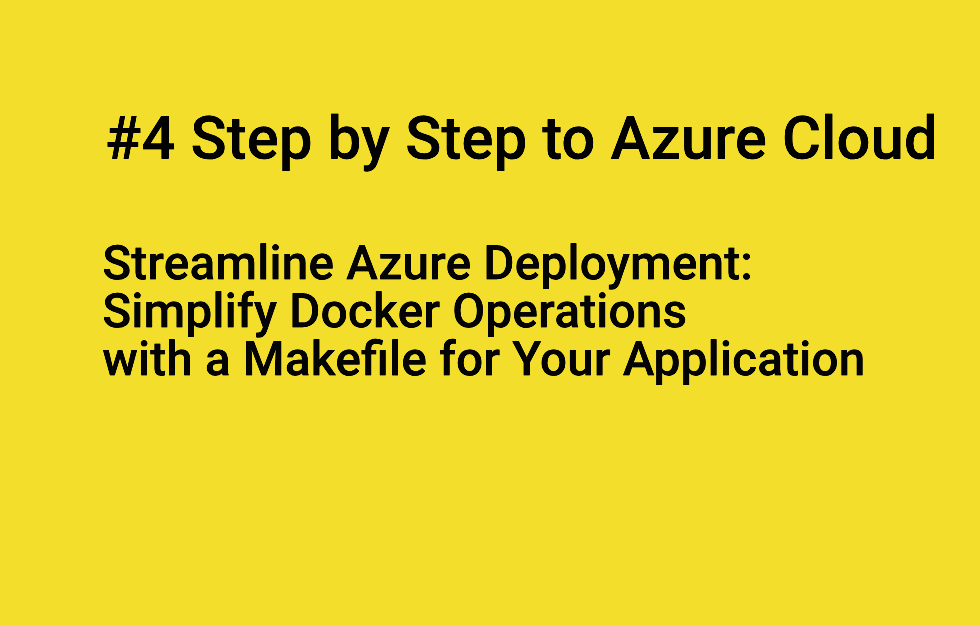 #4 Step by Step to Azure Cloud
Streamline Azure Deployment:
Simplify Docker Operations
with a Makefile for Your Application